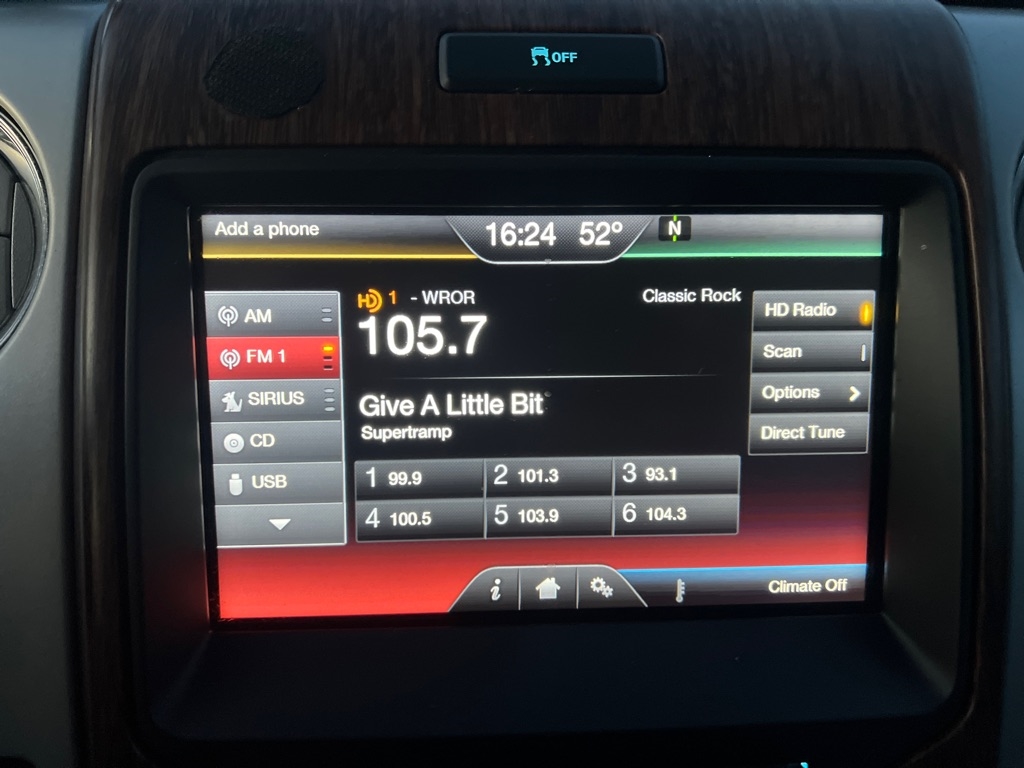 OFF
Add a phone
16:24 52°
N
AM
FM 1
SIRIUS
CD
USB
HD 1 - WROR
Classic Rock
105.7
Give A Little Bit
Supertramp
1 99.9
2 101.3
3 93.1
4 100.5
5 103.9
6 104.3
HD Radio
Scan
Options
Direct Tune
i
Climate Off